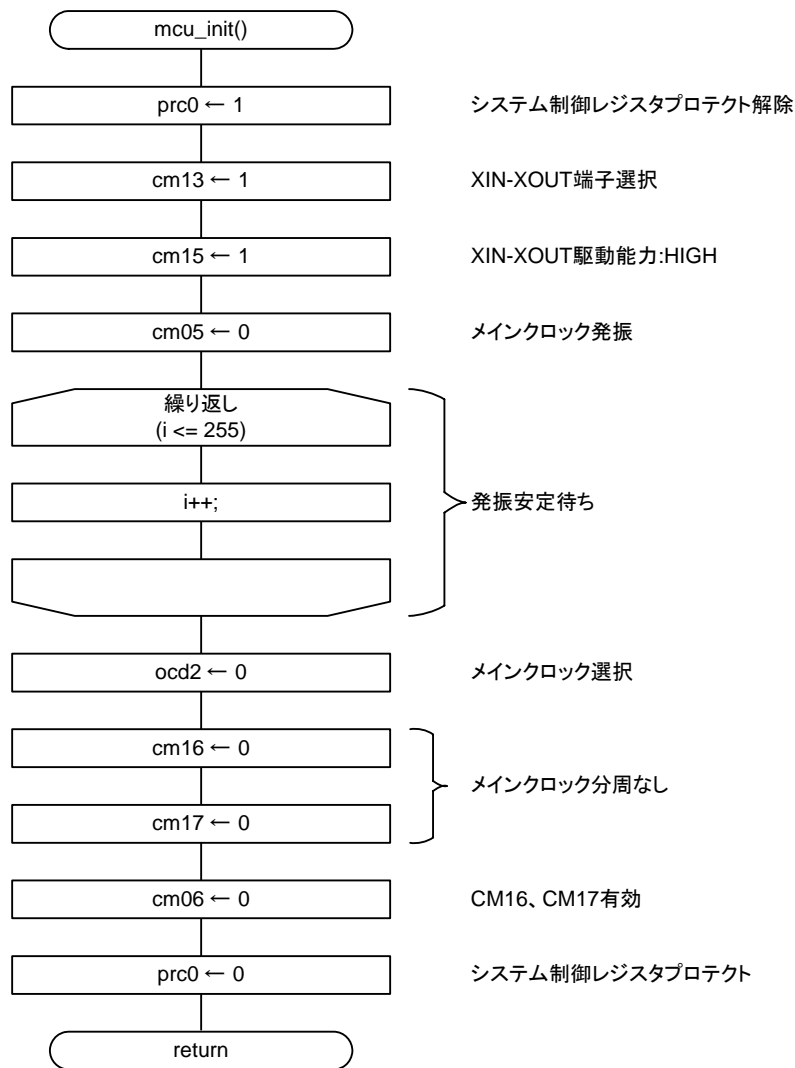 mcu_init()
prc0 ← 1
システム制御レジスタプロテクト解除
cm13 ← 1
XIN-XOUT端子選択
cm15 ← 1
XIN-XOUT駆動能力:HIGH
cm05 ← 0
メインクロック発振
繰り返し
(i <= 255)
i++;
発振安定待ち
ocd2 ← 0
メインクロック選択
cm16 ← 0
メインクロック分周なし
cm17 ← 0
cm06 ← 0
CM16、CM17有効
prc0 ← 0
システム制御レジスタプロテクト
return